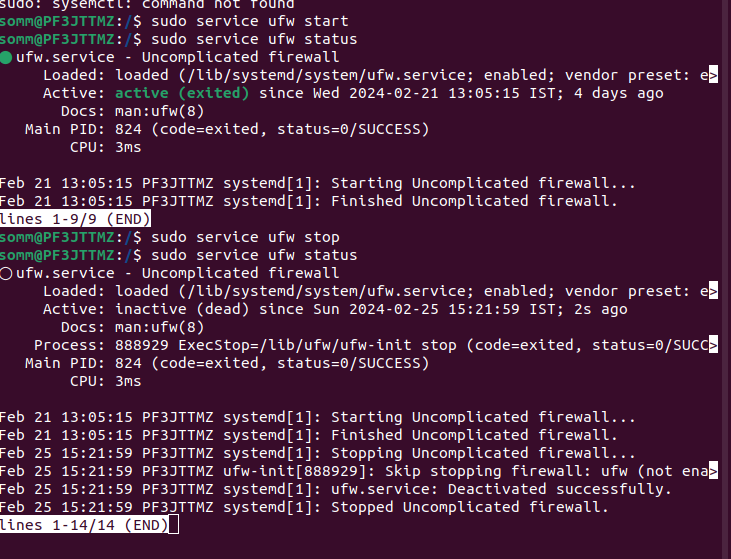 sudo: sysemctl: command not found
somm@PF3JTTMZ:/$ sudo service ufw start
somm@PF3JTTMZ:/$ sudo service ufw status
ufw.service - Uncomplicated firewall
Loaded: loaded (/lib/systemd/system/ufw.service; enabled; vendor preset: e>
Active: active (exited) since Wed 2024-02-21 13:05:15 IST; 4 days ago
Docs: man:ufw(8)
Main PID: 824 (code=exited, status=0/SUCCESS)
CPU: 3ms

Feb 21 13:05:15 PF3JTTMZ systemd[1]: Starting Uncomplicated firewall...
Feb 21 13:05:15 PF3JTTMZ systemd[1]: Finished Uncomplicated firewall.
lines 1-9/9 (END)
somm@PF3JTTMZ:/$ sudo service ufw stop
somm@PF3JTTMZ:/$ sudo service ufw status
ufw.service - Uncomplicated firewall
Loaded: loaded (/lib/systemd/system/ufw.service; enabled; vendor preset: e>
Active: inactive (dead) since Sun 2024-02-25 15:21:59 IST; 2s ago
Docs: man:ufw(8)
Process: 888929 ExecStop=/lib/ufw/ufw-init stop (code=exited, status=0/SUCC>
Main PID: 824 (code=exited, status=0/SUCCESS)
CPU: 3ms

Feb 21 13:05:15 PF3JTTMZ systemd[1]: Starting Uncomplicated firewall...
Feb 21 13:05:15 PF3JTTMZ systemd[1]: Finished Uncomplicated firewall.
Feb 25 15:21:59 PF3JTTMZ systemd[1]: Stopping Uncomplicated firewall...
Feb 25 15:21:59 PF3JTTMZ ufw-init[888929]: Skip stopping firewall: ufw (not ena>
Feb 25 15:21:59 PF3JTTMZ systemd[1]: ufw.service: Deactivated successfully.
Feb 25 15:21:59 PF3JTTMZ systemd[1]: Stopped Uncomplicated firewall.
lines 1-14/14 (END)